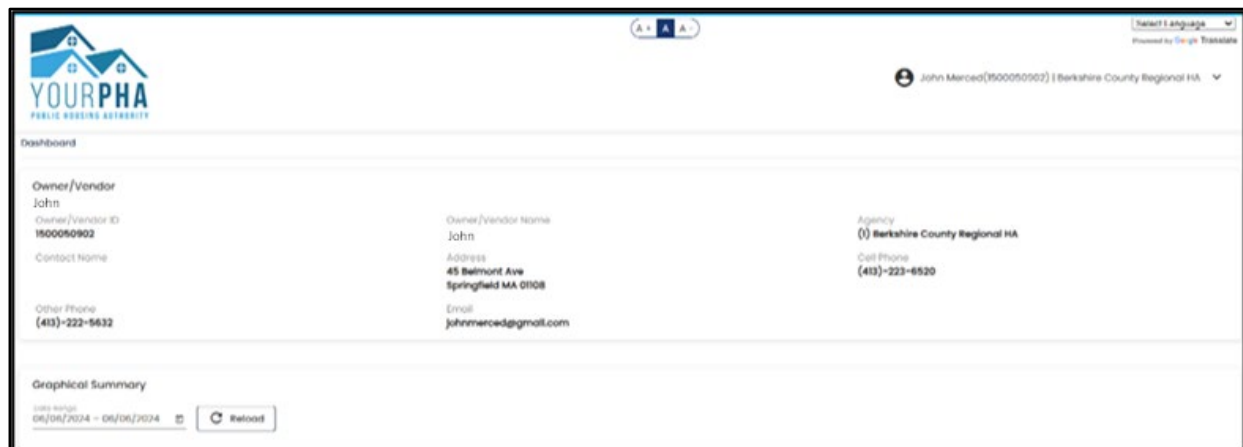 A + A A -
Select Language
Powered by Google Translate
YOURPHA
PUBLIC HOUSING AUTHORITY
John Merced(1500050902) | Berkshire County Regional HA
Dashboard
Owner/Vendor
John
Owner/Vendor ID
1500050902
Owner/Vendor Name
John
Agency
(1) Berkshire County Regional HA
Contact Name
Address
45 Belmont Ave
Springfield MA 01108
Cell Phone
(413)-223-6520
Other Phone
(413)-222-5632
Email
johnmerced@gmail.com
Graphical Summary
Date Range
06/06/2024 – 06/06/2024
Reload